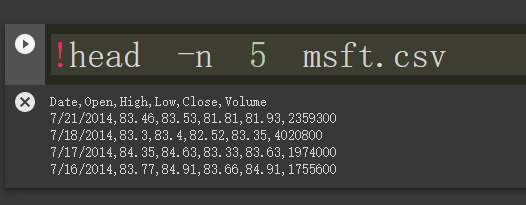 !head -n 5 msft.csv
Date,Open,High,Low,Close,Volume
7/21/2014,83.46,83.53,81.81,81.93,2359300
7/18/2014,83.3,83.4,82.52,83.35,4020800
7/17/2014,84.35,84.63,83.33,83.63,1974000
7/16/2014,83.77,84.91,83.66,84.91,1755600